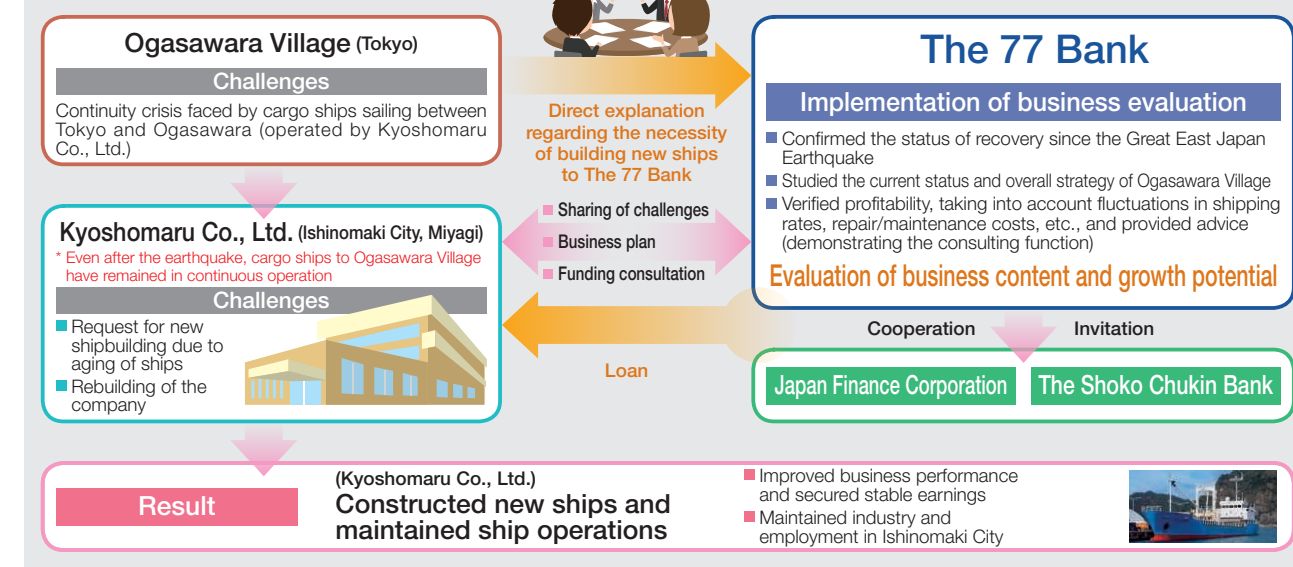 Ogasawara Village (Tokyo)
Challenges
Continuity crisis faced by cargo ships sailing between
Tokyo and Ogasawara (operated by Kyoshomaru
Co., Ltd.)
Direct explanation
regarding the necessity
of building new ships
to The 77 Bank
The 77 Bank
Implementation of business evaluation
■ Confirmed the status of recovery since the Great East Japan
Earthquake
■ Studied the current status and overall strategy of Ogasawara Village
■ Verified profitability, taking into account fluctuations in shipping
rates, repair/maintenance costs, etc., and provided advice
(demonstrating the consulting function)
Evaluation of business content and growth potential
Kyoshomaru Co., Ltd. (Ishinomaki City, Miyagi)
* Even after the earthquake, cargo ships to Ogasawara Village
have remained in continuous operation
Challenges
■ Request for new
shipbuilding due to
aging of ships
■ Rebuilding of the
company
■ Sharing of challenges
■ Business plan
■ Funding consultation
Loan
Cooperation
Invitation
Japan Finance Corporation
The Shoko Chukin Bank
Result
(Kyoshomaru Co., Ltd.)
Constructed new ships and
maintained ship operations
■ Improved business performance
and secured stable earnings
■ Maintained industry and
employment in Ishinomaki City